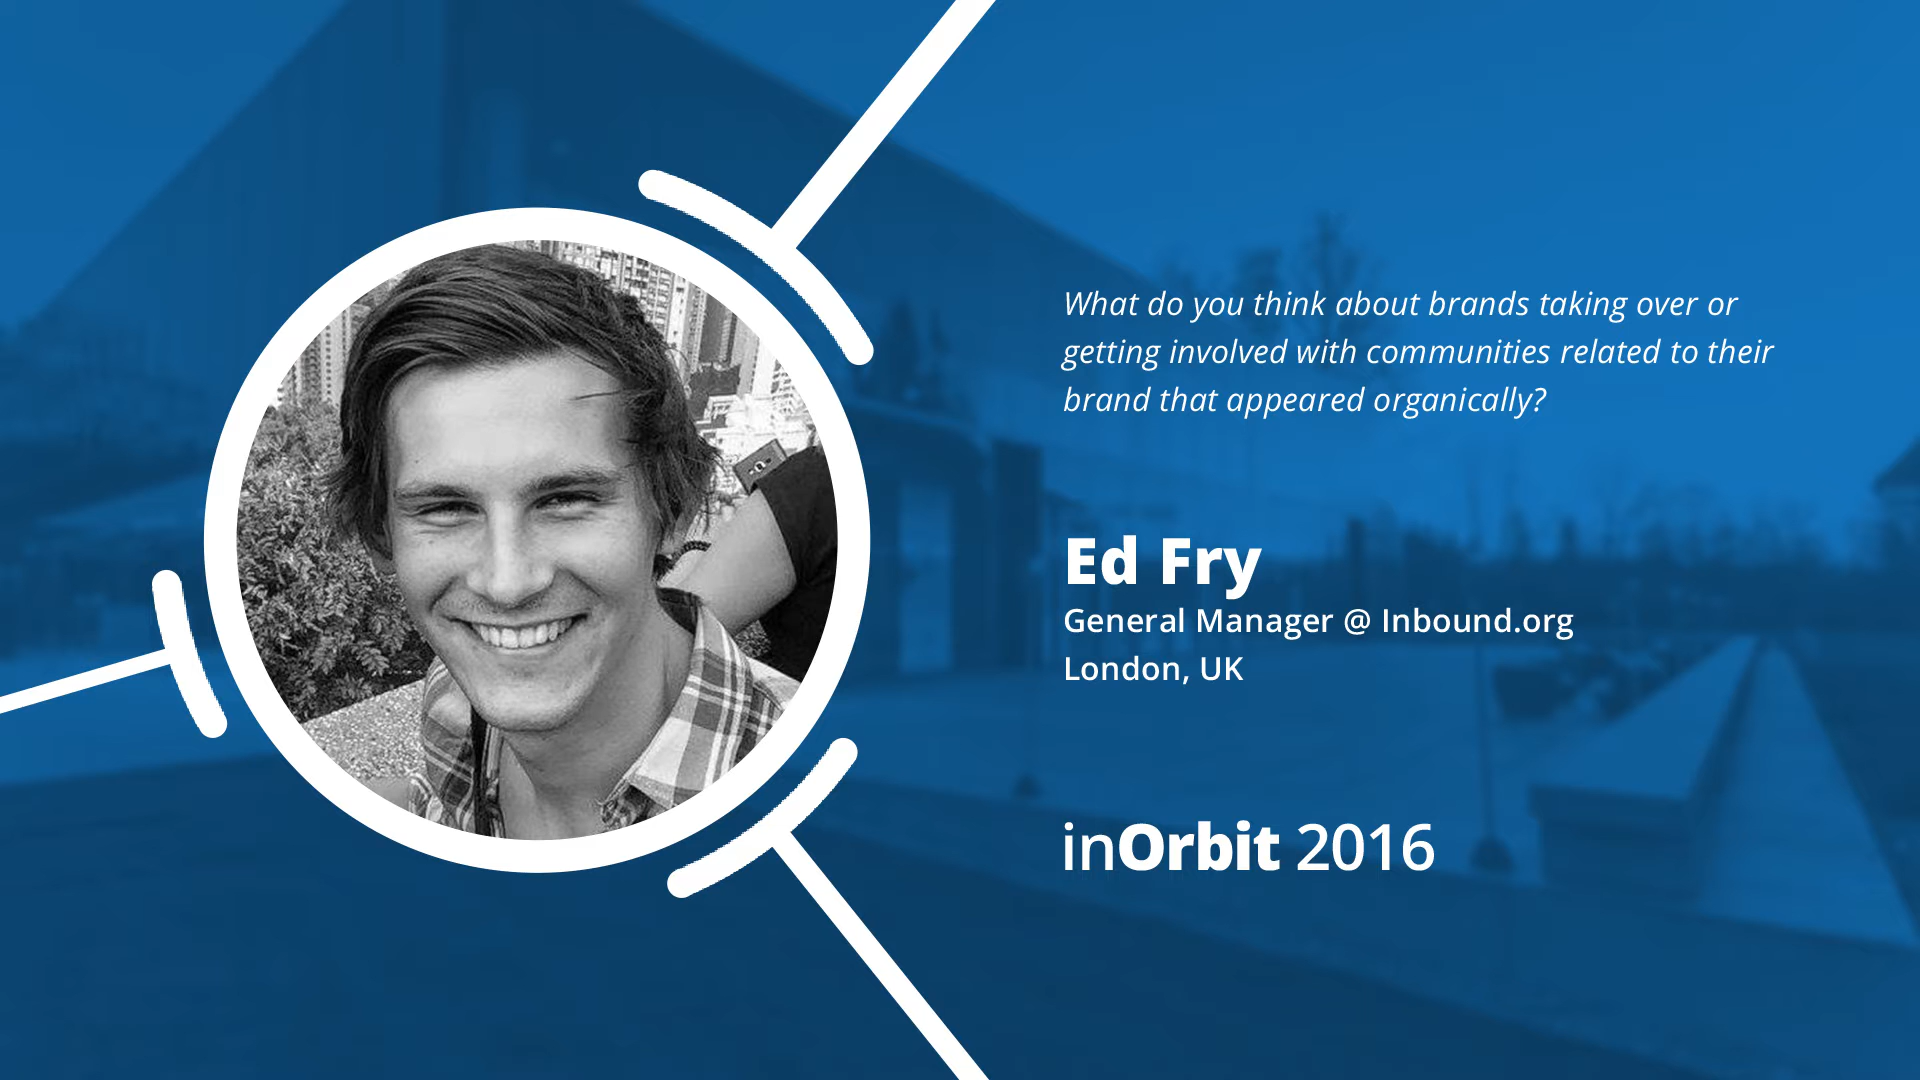 What do you think about brands taking over or
getting involved with communities related to their
brand that appeared organically?
Ed Fry
General Manager @ Inbound.org
London, UK
inOrbit 2016